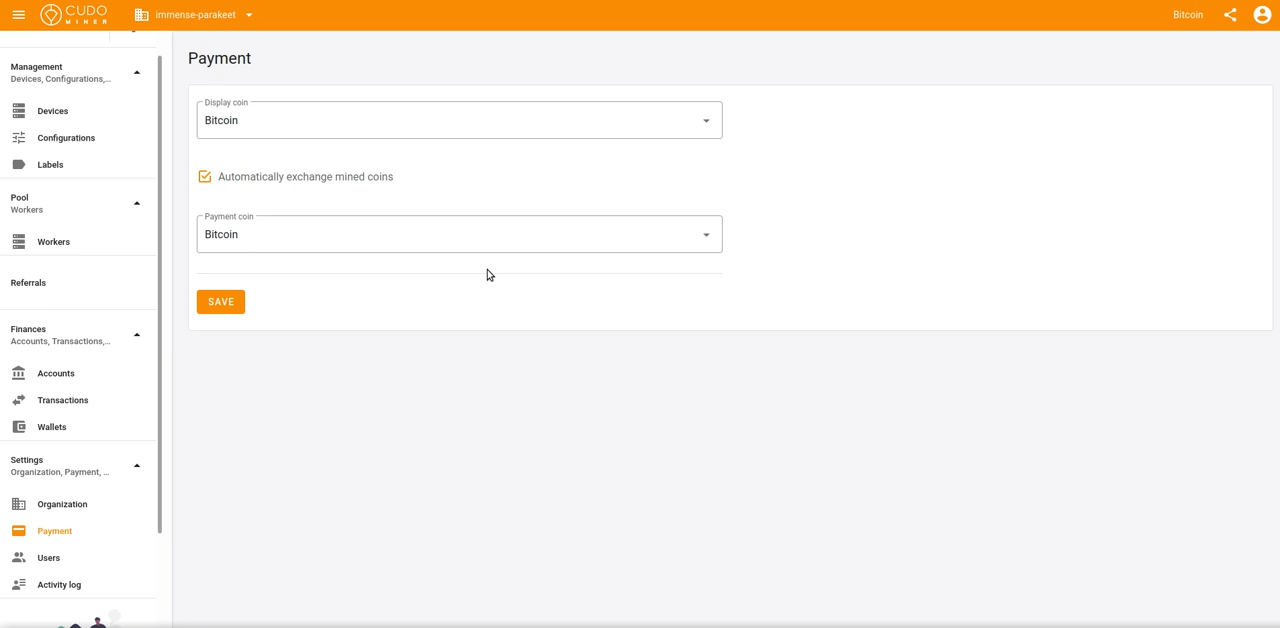 CUDO
MINER
immense-parakeet
Bitcoin
Management
Devices, Configurations,...
Devices
Configurations
Labels
Pool
Workers
Workers
Referrals
Finances
Accounts, Transactions,...
Accounts
Transactions
Wallets
Settings
Organization, Payment, ...
Organization
Payment
Users
Activity log
Payment
Display coin
Bitcoin
Automatically exchange mined coins
Payment coin
Bitcoin
SAVE